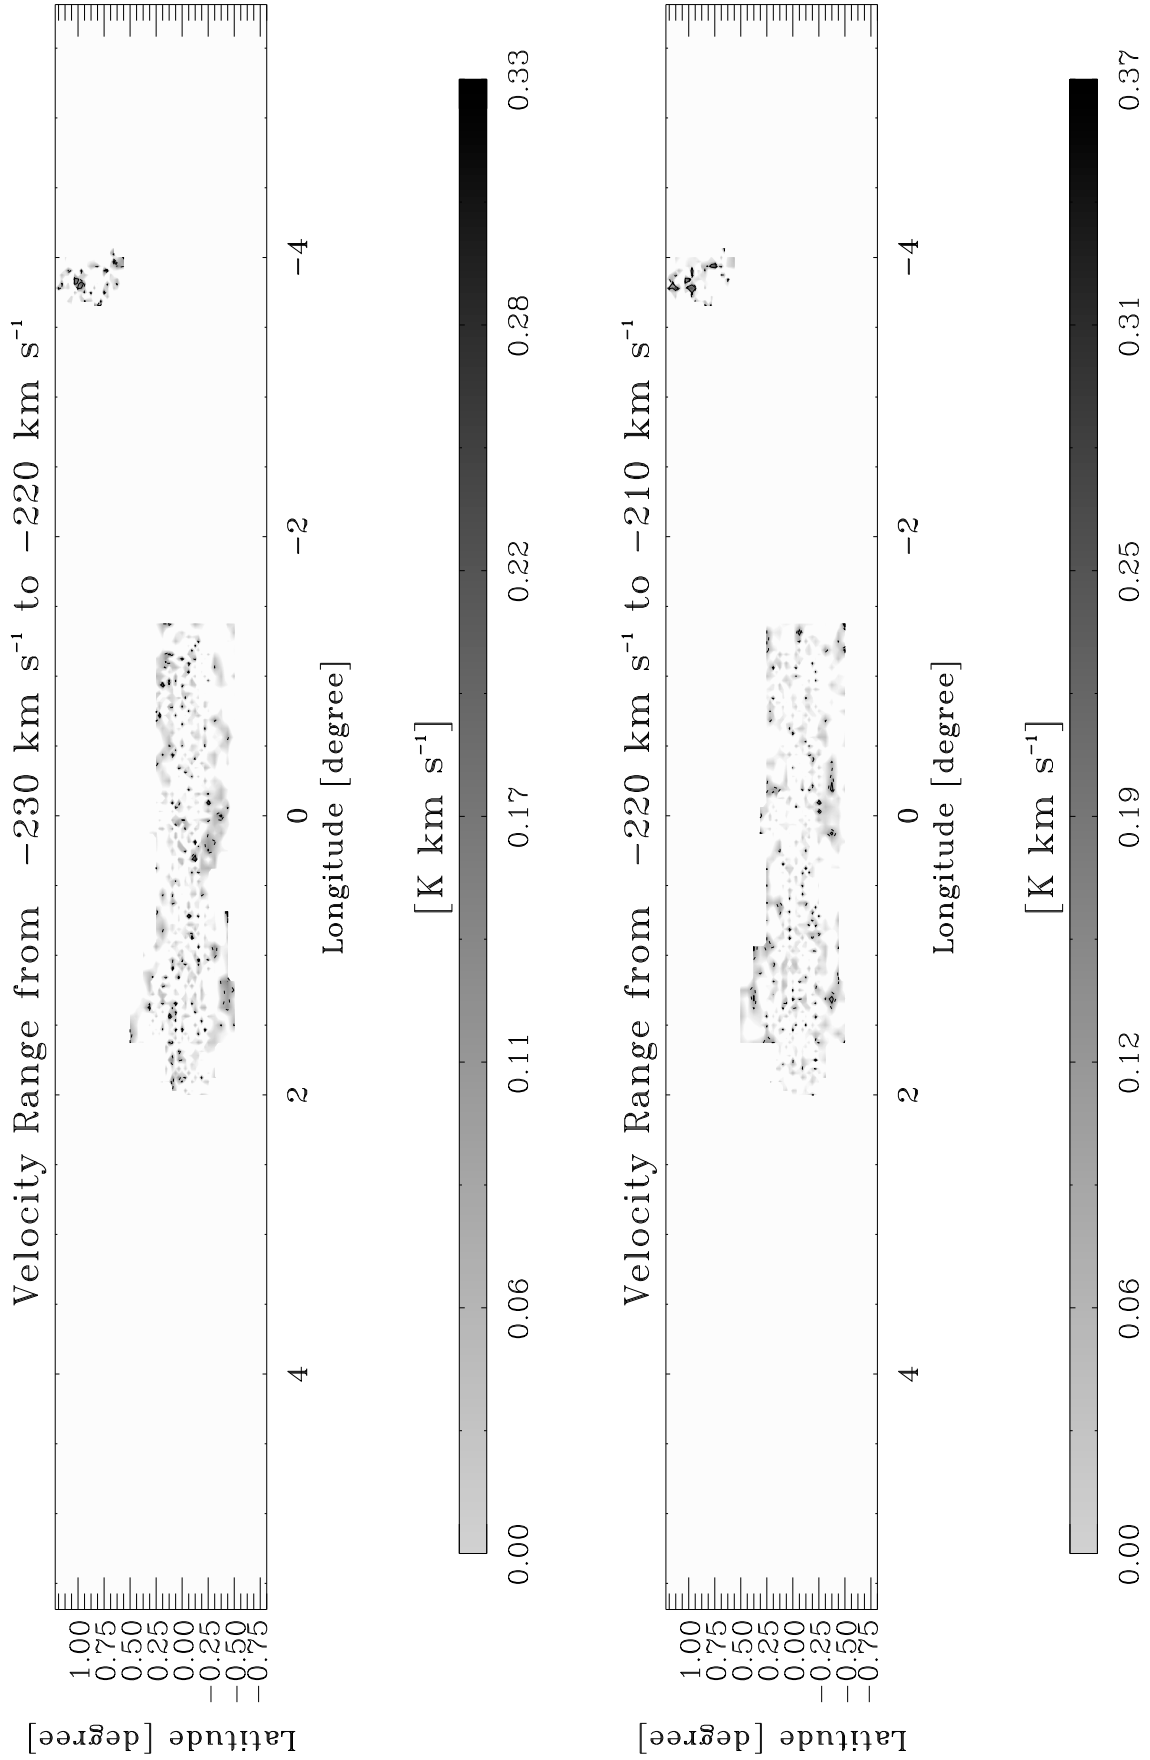 Velocity Range from −230 km s⁻¹ to −220 km s⁻¹
Latitude [degree]
1.00
0.75
0.50
0.25
0.00
−0.25
−0.50
−0.75
4 2 0 −2 −4
Longitude [degree]
[K km s⁻¹]
0.00 0.06 0.11 0.17 0.22 0.28 0.33
Velocity Range from −220 km s⁻¹ to −210 km s⁻¹
Latitude [degree]
1.00
0.75
0.50
0.25
0.00
−0.25
−0.50
−0.75
4 2 0 −2 −4
Longitude [degree]
[K km s⁻¹]
0.00 0.06 0.12 0.19 0.25 0.31 0.37